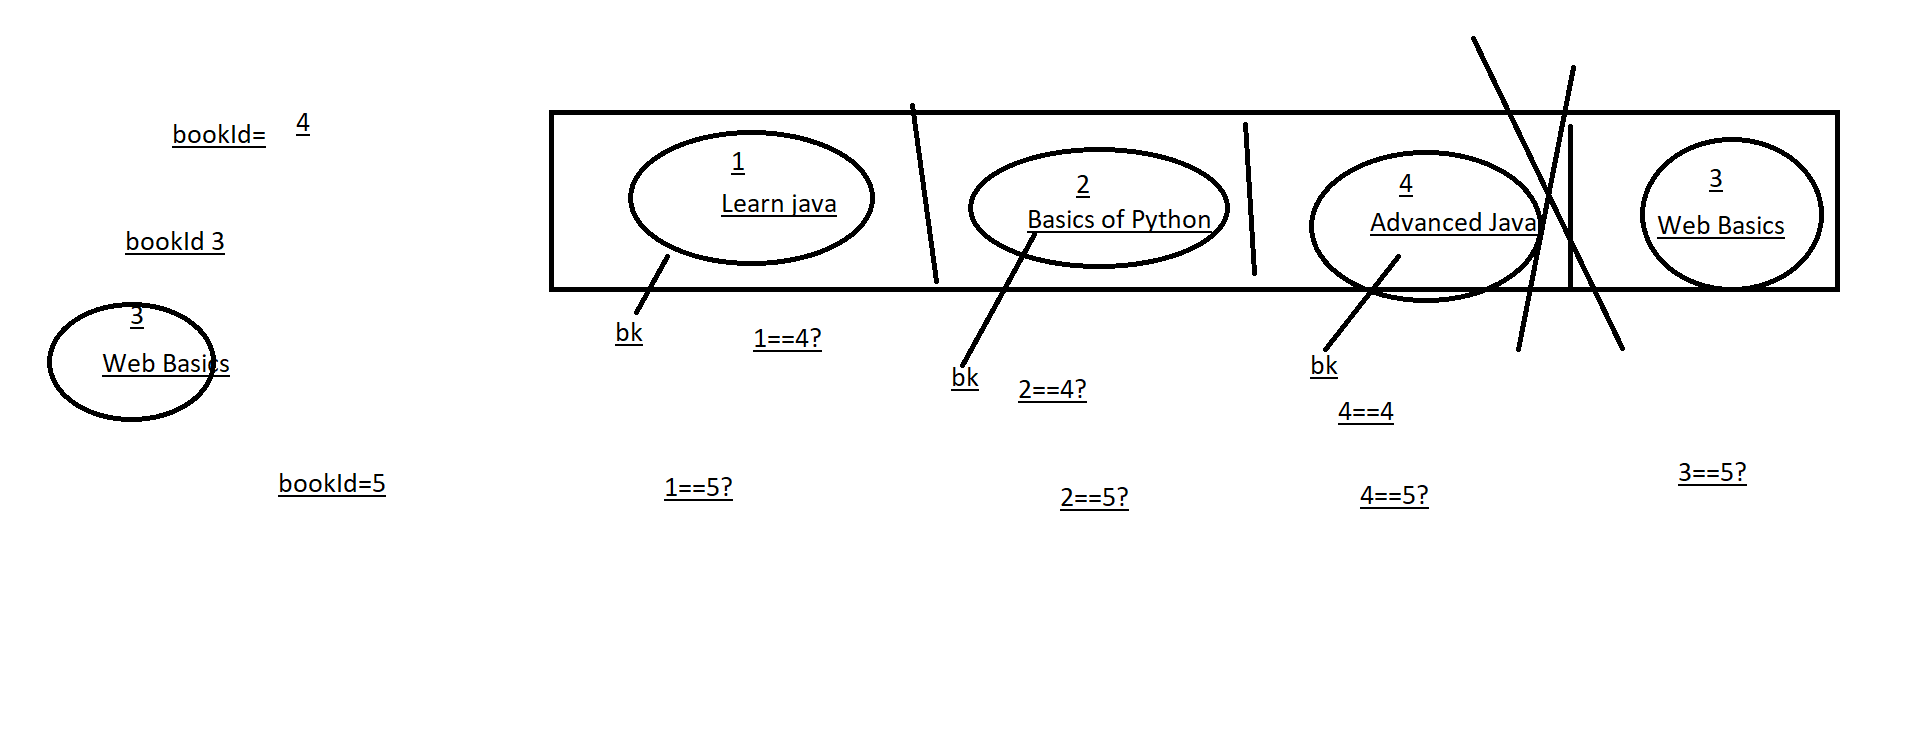 bookId= 4
1
Learn java
2
Basics of Python
4
Advanced Java
3
Web Basics
bookId 3
3
Web Basics
bk
1==4?
bk
2==4?
bk
4==4
bookId=5
1==5?
2==5?
4==5?
3==5?